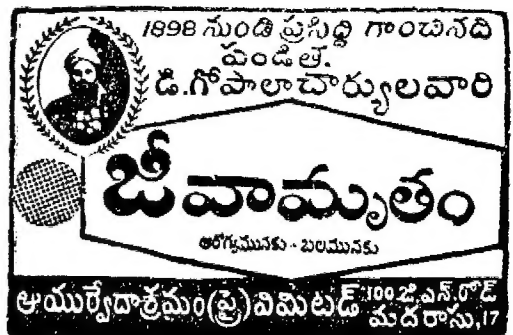 1898 నుండి ప్రసిద్ధి గాంచినది
పండిత.
డి.గోపాలాచార్యులవారి
జీవామృతం
ఆరోగ్యమునకు - బలమునకు
ఆయుర్వేదాశ్రమం(ప్రై)లిమిటెడ్ 100.జి.ఎన్.రోడ్
మదరాసు,17